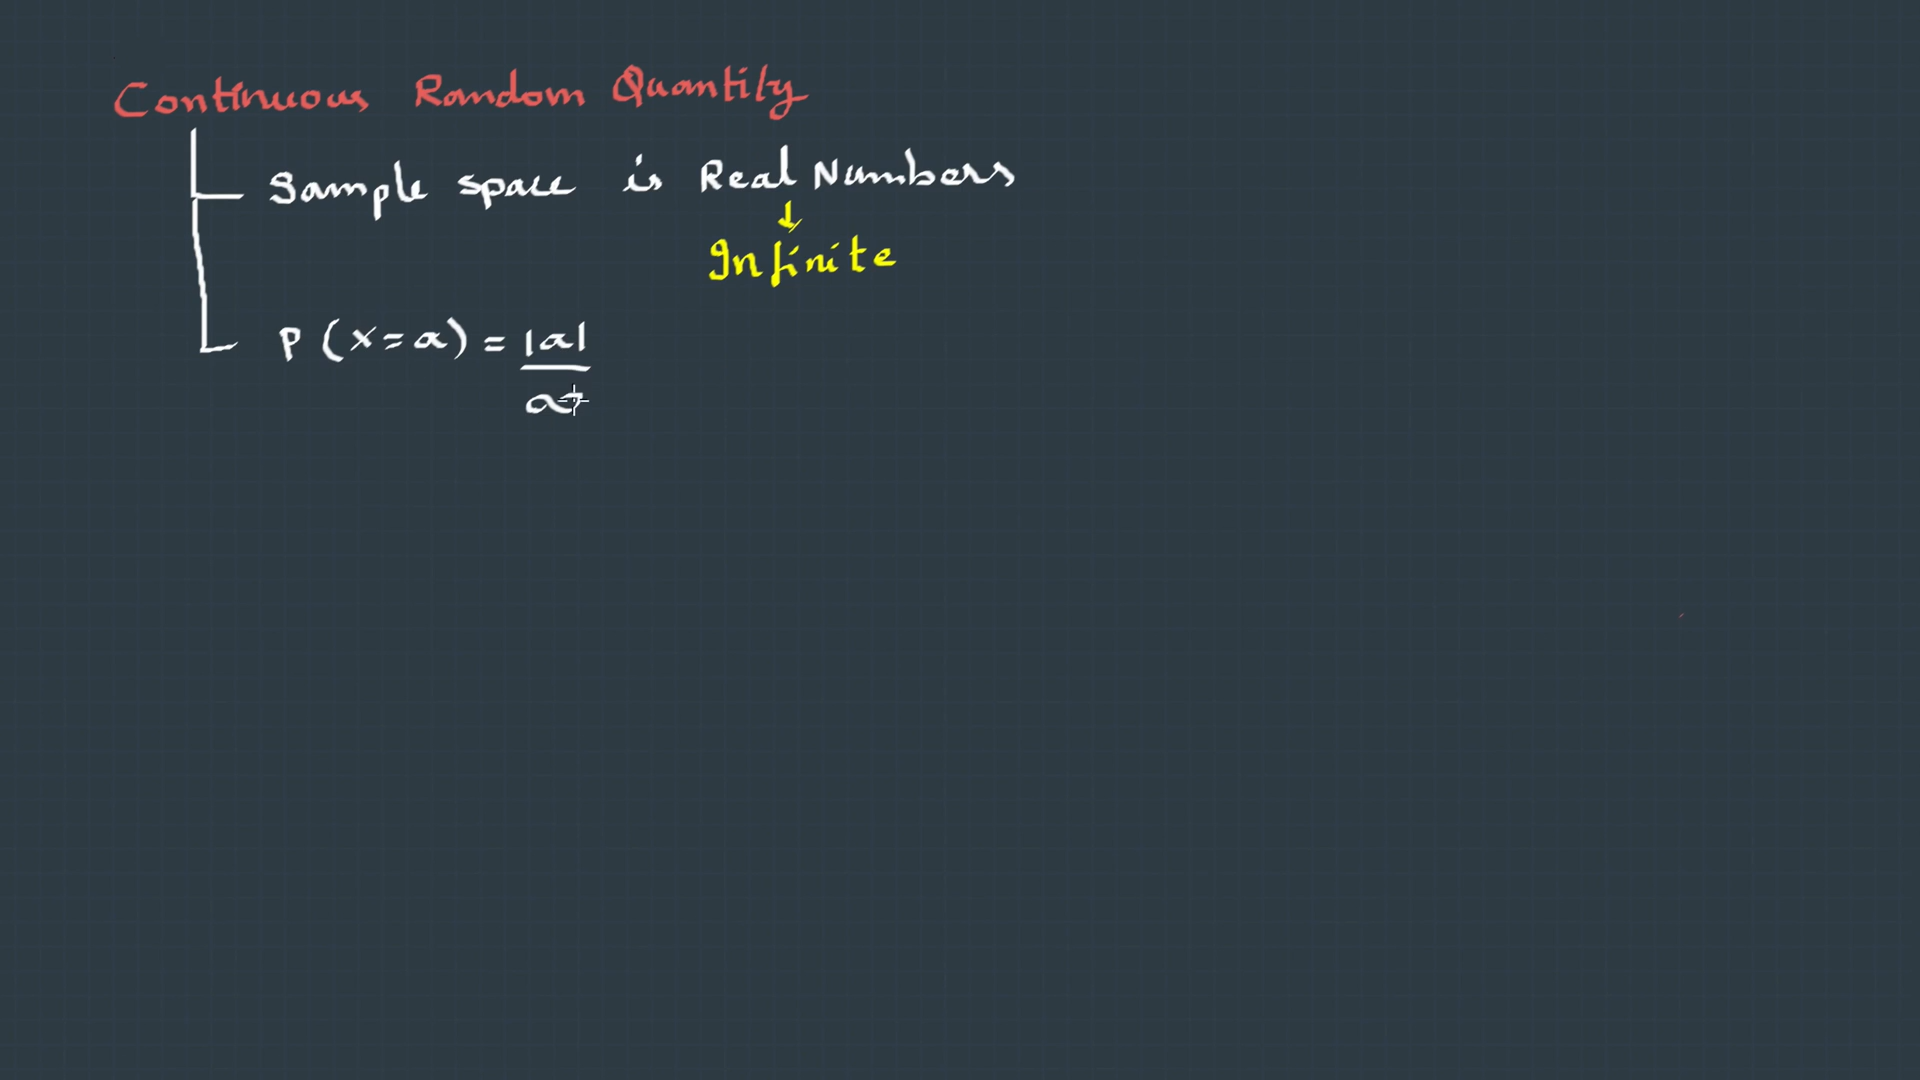 Continuous Random Quantity
Sample space is Real Numbers
↓
Infinite
P(x=a) = |a|